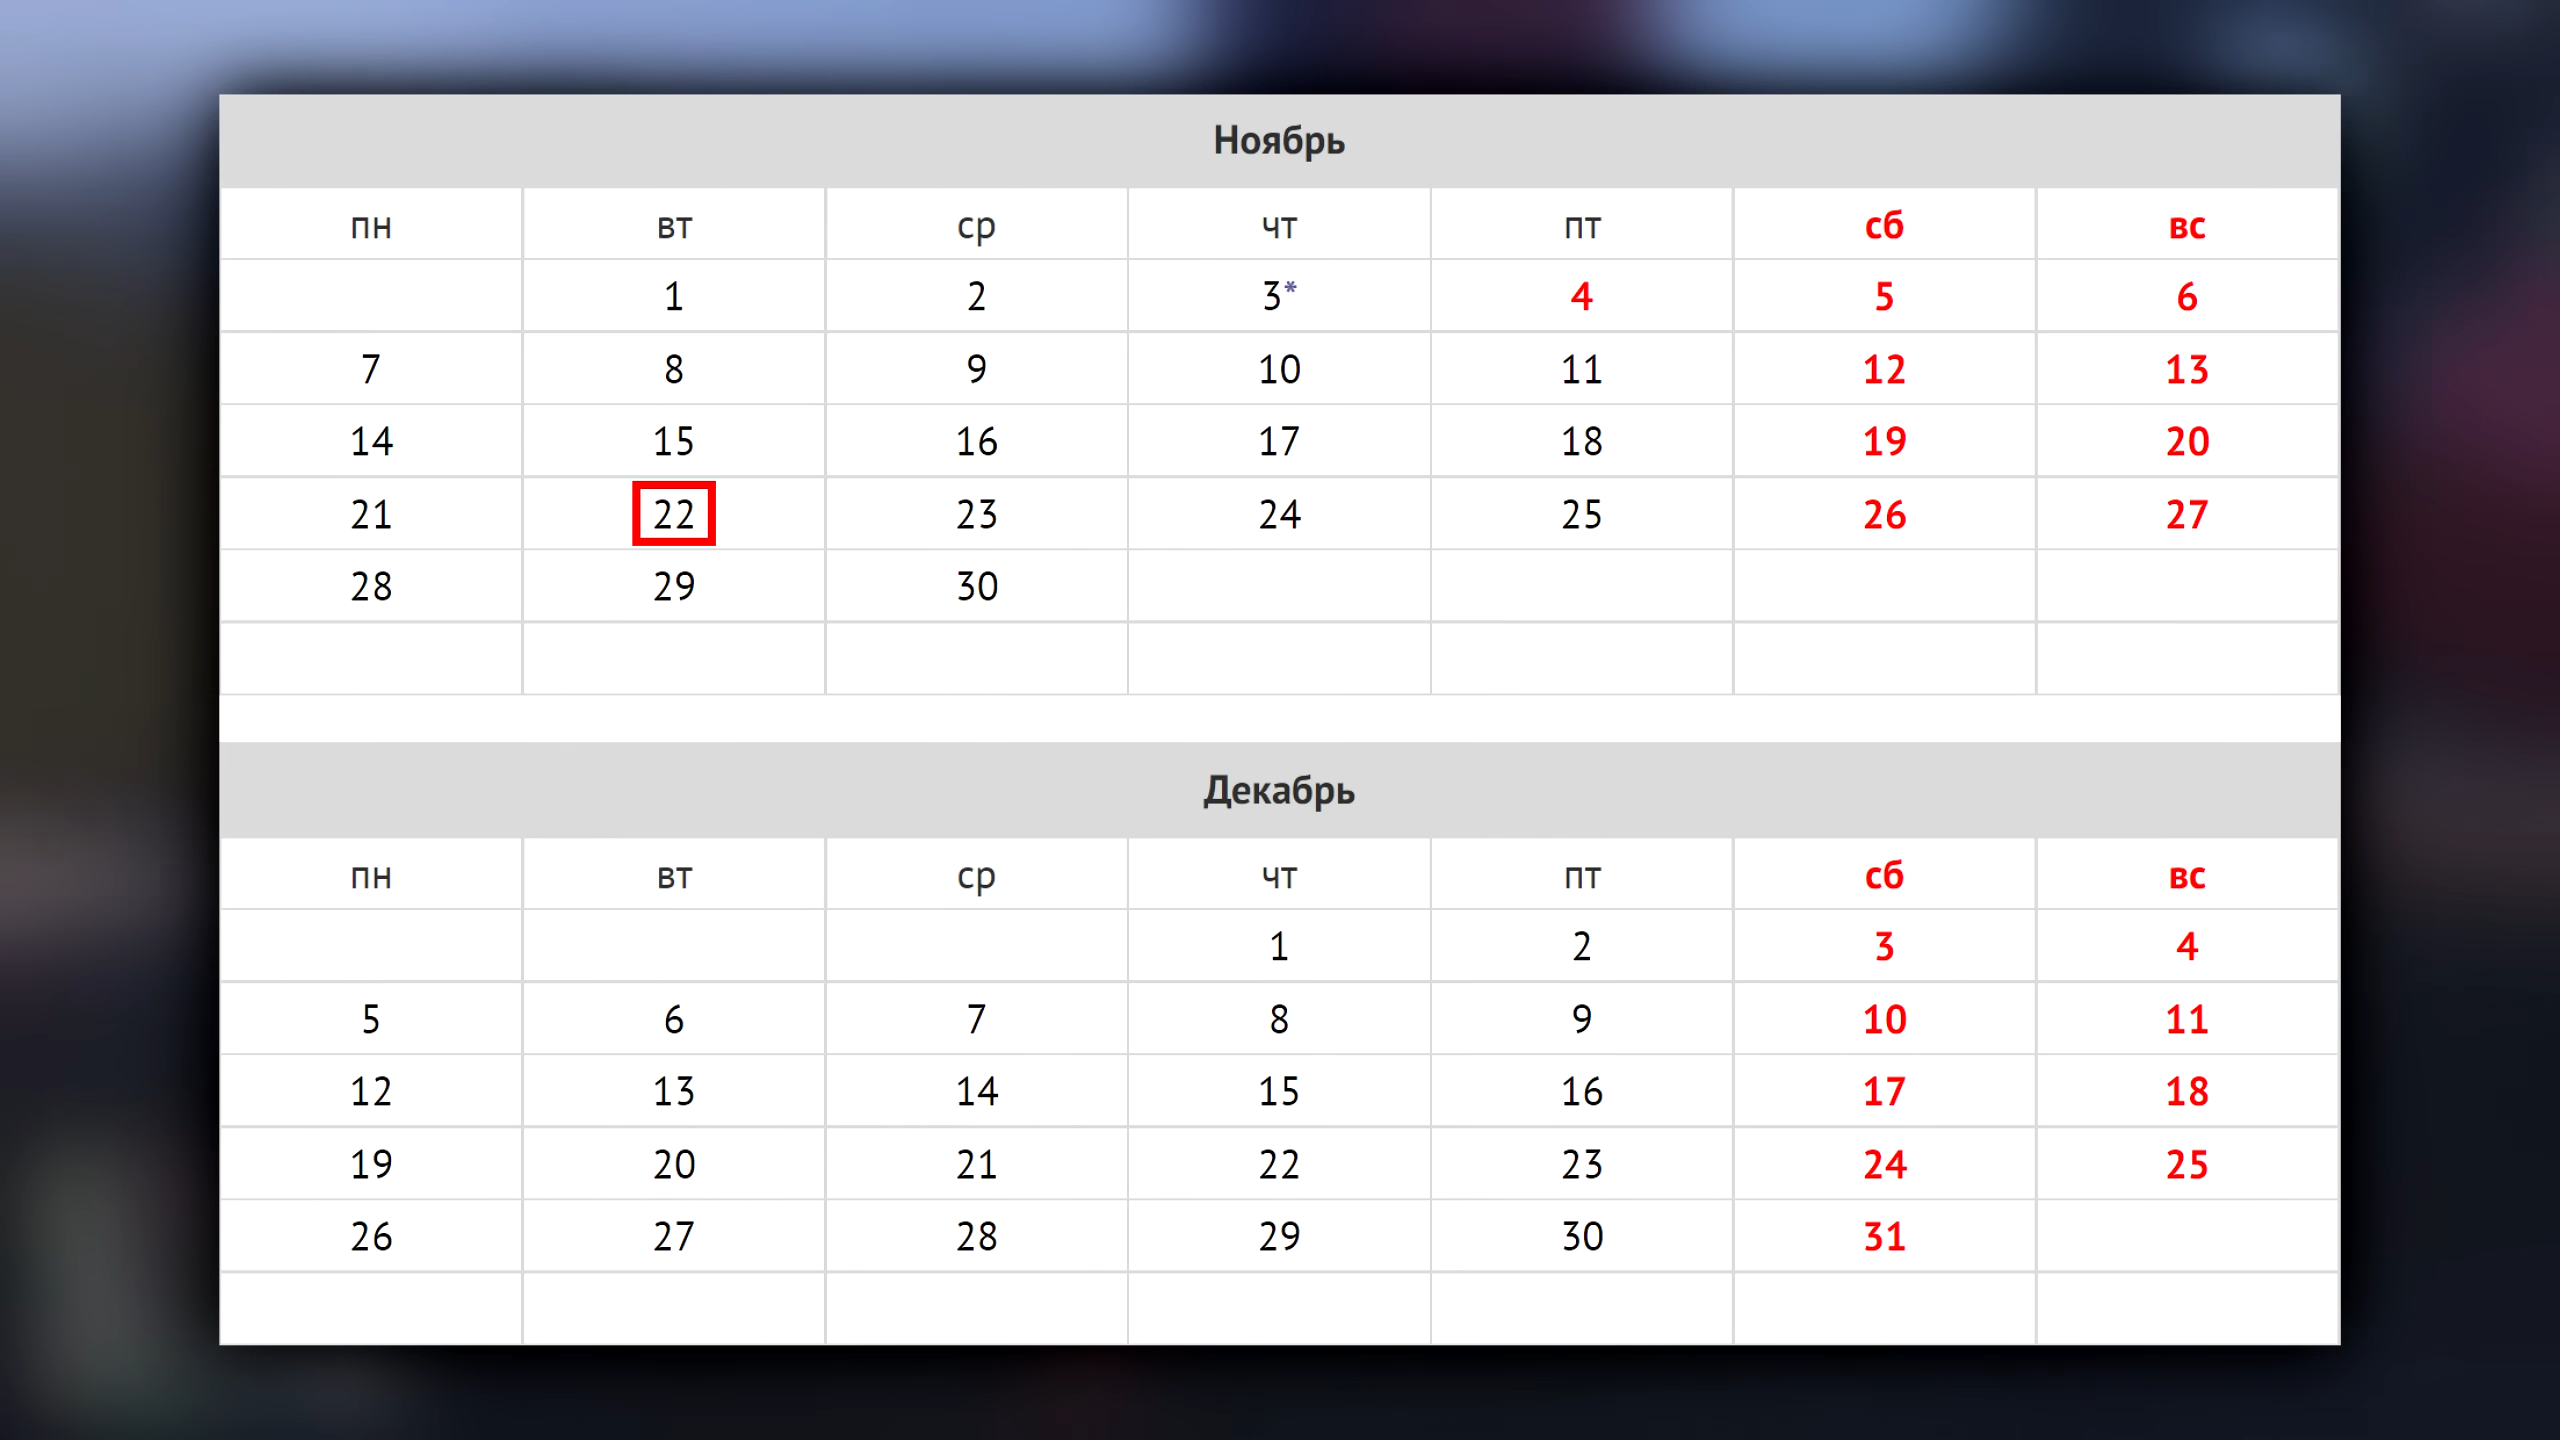 Ноябрь
пн вт ср чт пт сб вс
1 2 3* 4 5 6
7 8 9 10 11 12 13
14 15 16 17 18 19 20
21 22 23 24 25 26 27
28 29 30
Декабрь
пн вт ср чт пт сб вс
1 2 3 4
5 6 7 8 9 10 11
12 13 14 15 16 17 18
19 20 21 22 23 24 25
26 27 28 29 30 31